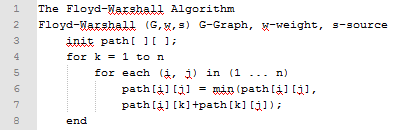 1 The Floyd-Warshall Algorithm
2 Floyd-Warshall (G,w,s) G-Graph, w-weight, s-source
3 init path[ ][ ];
4 for k = 1 to n
5 for each (i, j) in (1 ... n)
6 path[i][j] = min(path[i][j],
7 path[i][k]+path[k][j]);
8 end